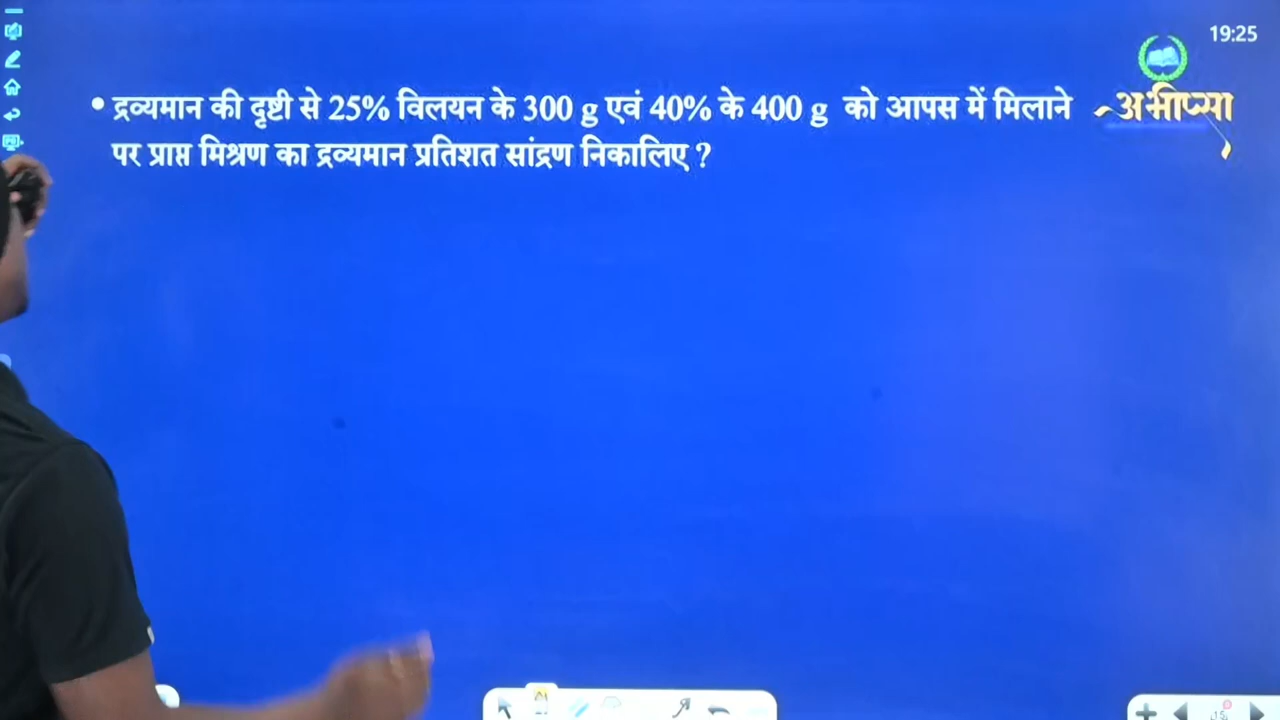 19:25
• द्रव्यमान की दृष्टी से 25% विलयन के 300 g एवं 40% के 400 g को आपस में मिलाने
पर प्राप्त मिश्रण का द्रव्यमान प्रतिशत सांद्रण निकालिए ?
अभीप्सा